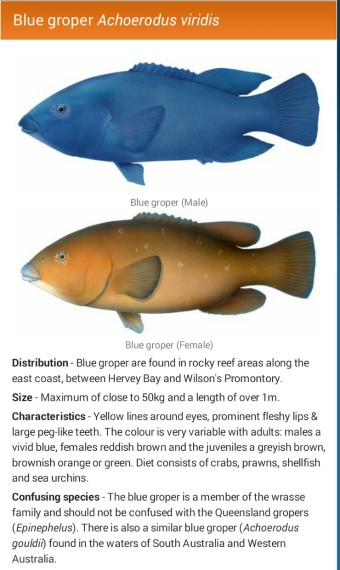 Blue groper Achoerodus viridis
Blue groper (Male)
Blue groper (Female)
Distribution - Blue groper are found in rocky reef areas along the
east coast, between Hervey Bay and Wilson's Promontory.
Size - Maximum of close to 50kg and a length of over 1m.
Characteristics - Yellow lines around eyes, prominent fleshy lips &
large peg-like teeth. The colour is very variable with adults: males a
vivid blue, females reddish brown and the juveniles a greyish brown,
brownish orange or green. Diet consists of crabs, prawns, shellfish
and sea urchins.
Confusing species - The blue groper is a member of the wrasse
family and should not be confused with the Queensland gropers
(Epinephelus). There is also a similar blue groper (Achoerodus
gouldii) found in the waters of South Australia and Western
Australia.